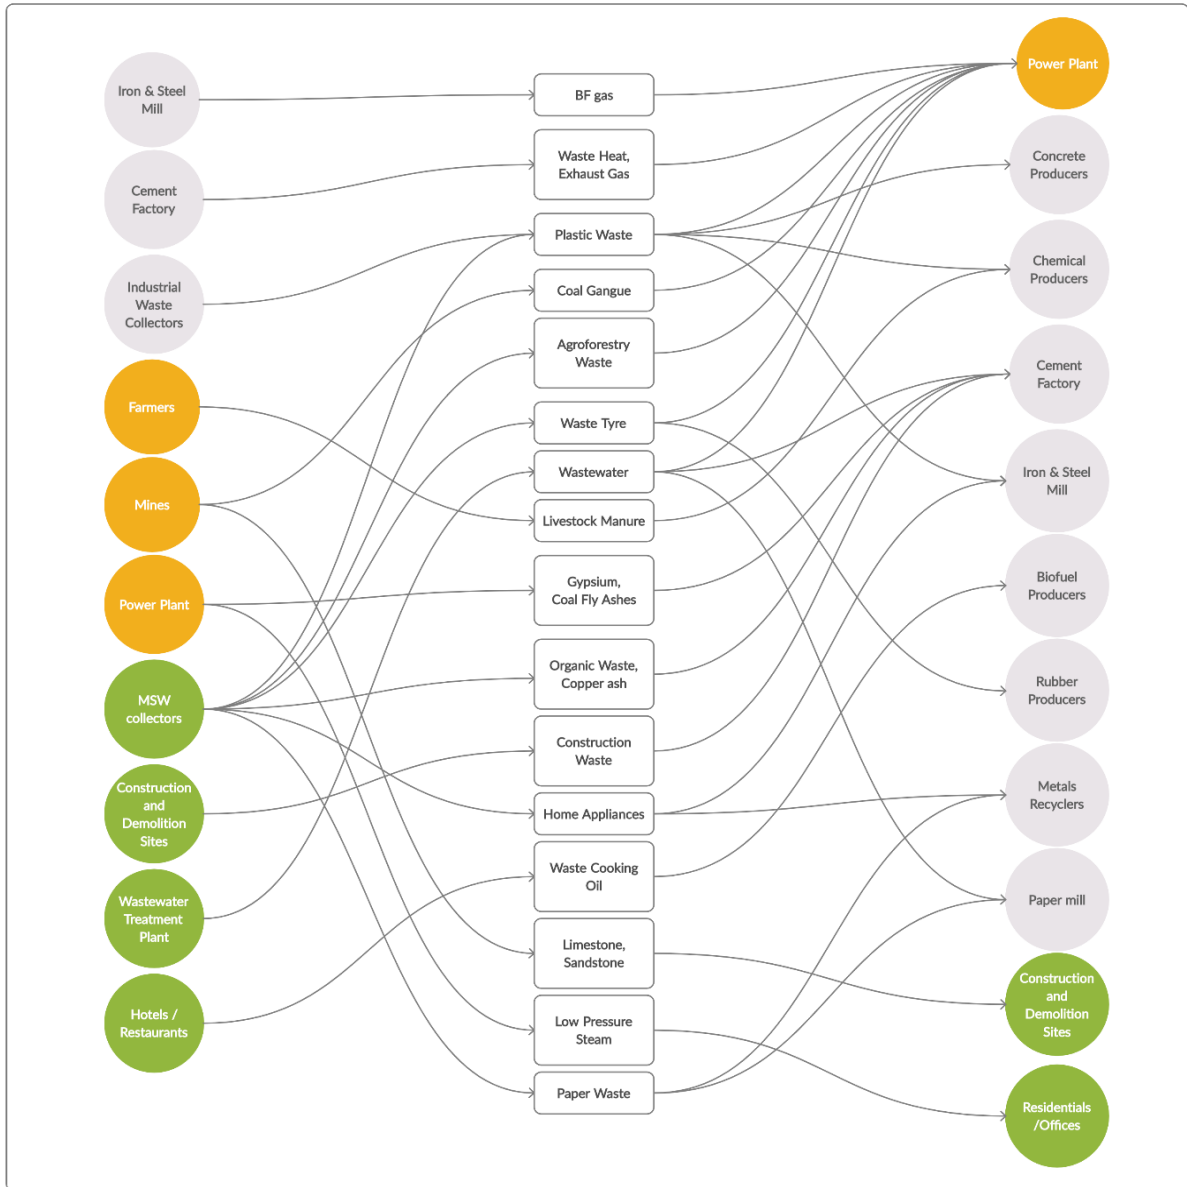 Iron & Steel
Mill
Cement
Factory
Industrial
Waste
Collectors
Farmers
Mines
Power Plant
MSW
collectors
Construction
and
Demolition
Sites
Wastewater
Treatment
Plant
Hotels /
Restaurants
BF gas
Waste Heat,
Exhaust Gas
Plastic Waste
Coal Gangue
Agroforestry
Waste
Waste Tyre
Wastewater
Livestock Manure
Gypsium,
Coal Fly Ashes
Organic Waste,
Copper ash
Construction
Waste
Home Appliances
Waste Cooking
Oil
Limestone,
Sandstone
Low Pressure
Steam
Paper Waste
Power Plant
Concrete
Producers
Chemical
Producers
Cement
Factory
Iron & Steel
Mill
Biofuel
Producers
Rubber
Producers
Metals
Recyclers
Paper mill
Construction
and
Demolition
Sites
Residentials
/Offices